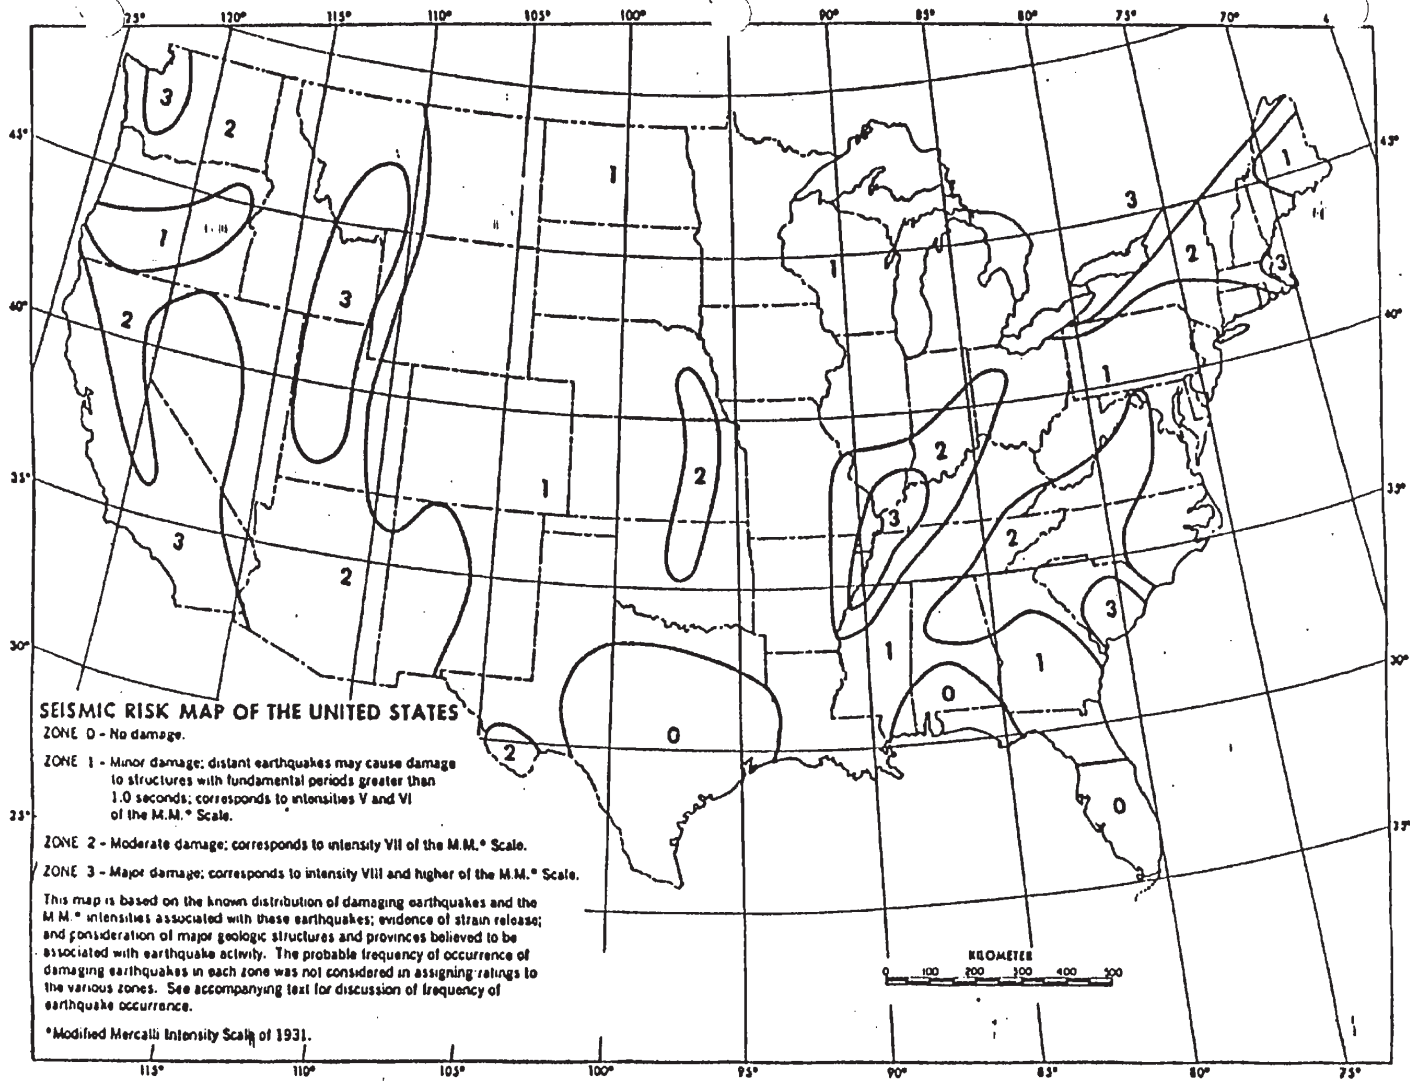 125° 120° 115° 110° 105° 100° 90° 85° 80° 75° 70°
3
2
45° 45°
1
1
3
1
2
3
1
3
2
40° 40°
1
2
2
1
2
35° 35°
3
3
2
2
3
30° 30°
1
1
0
SEISMIC RISK MAP OF THE UNITED STATES
ZONE 0 - No damage.
0
2
ZONE 1 - Minor damage; distant earthquakes may cause damage
to structures with fundamental periods greater than
1.0 seconds; corresponds to intensities V and VI
of the M.M.* Scale.
0
25° 25°
ZONE 2 - Moderate damage; corresponds to intensity VII of the M.M.* Scale.
ZONE 3 - Major damage; corresponds to intensity VIII and higher of the M.M.* Scale.
This map is based on the known distribution of damaging earthquakes and the
M.M.* intensities associated with these earthquakes; evidence of strain release;
and consideration of major geologic structures and provinces believed to be
associated with earthquake activity. The probable frequency of occurrence of
damaging earthquakes in each zone was not considered in assigning ratings to
the various zones. See accompanying text for discussion of frequency of
earthquake occurrence.
*Modified Mercalli Intensity Scale of 1931.
KILOMETER
0 100 200 300 400 500
115° 110° 105° 100° 95° 90° 85° 80° 75°